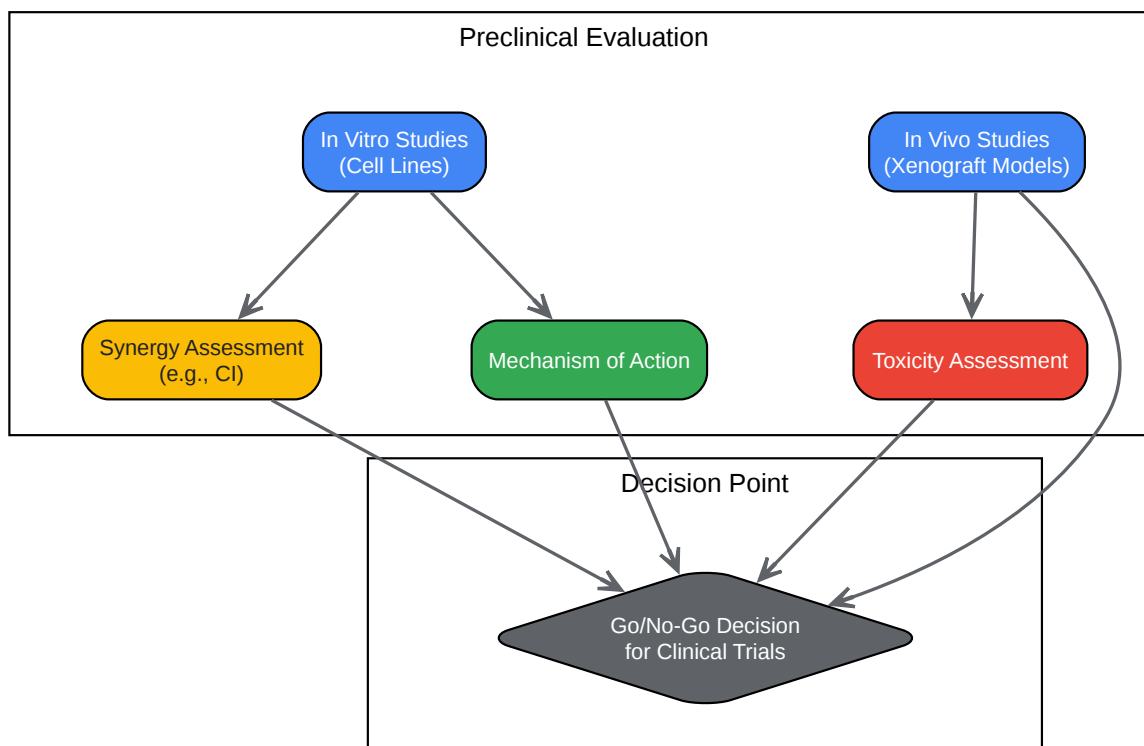 Preclinical Evaluation
In Vitro Studies
(Cell Lines)
In Vivo Studies
(Xenograft Models)
Synergy Assessment
(e.g., CI)
Mechanism of Action
Toxicity Assessment
Decision Point
Go/No-Go Decision
for Clinical Trials